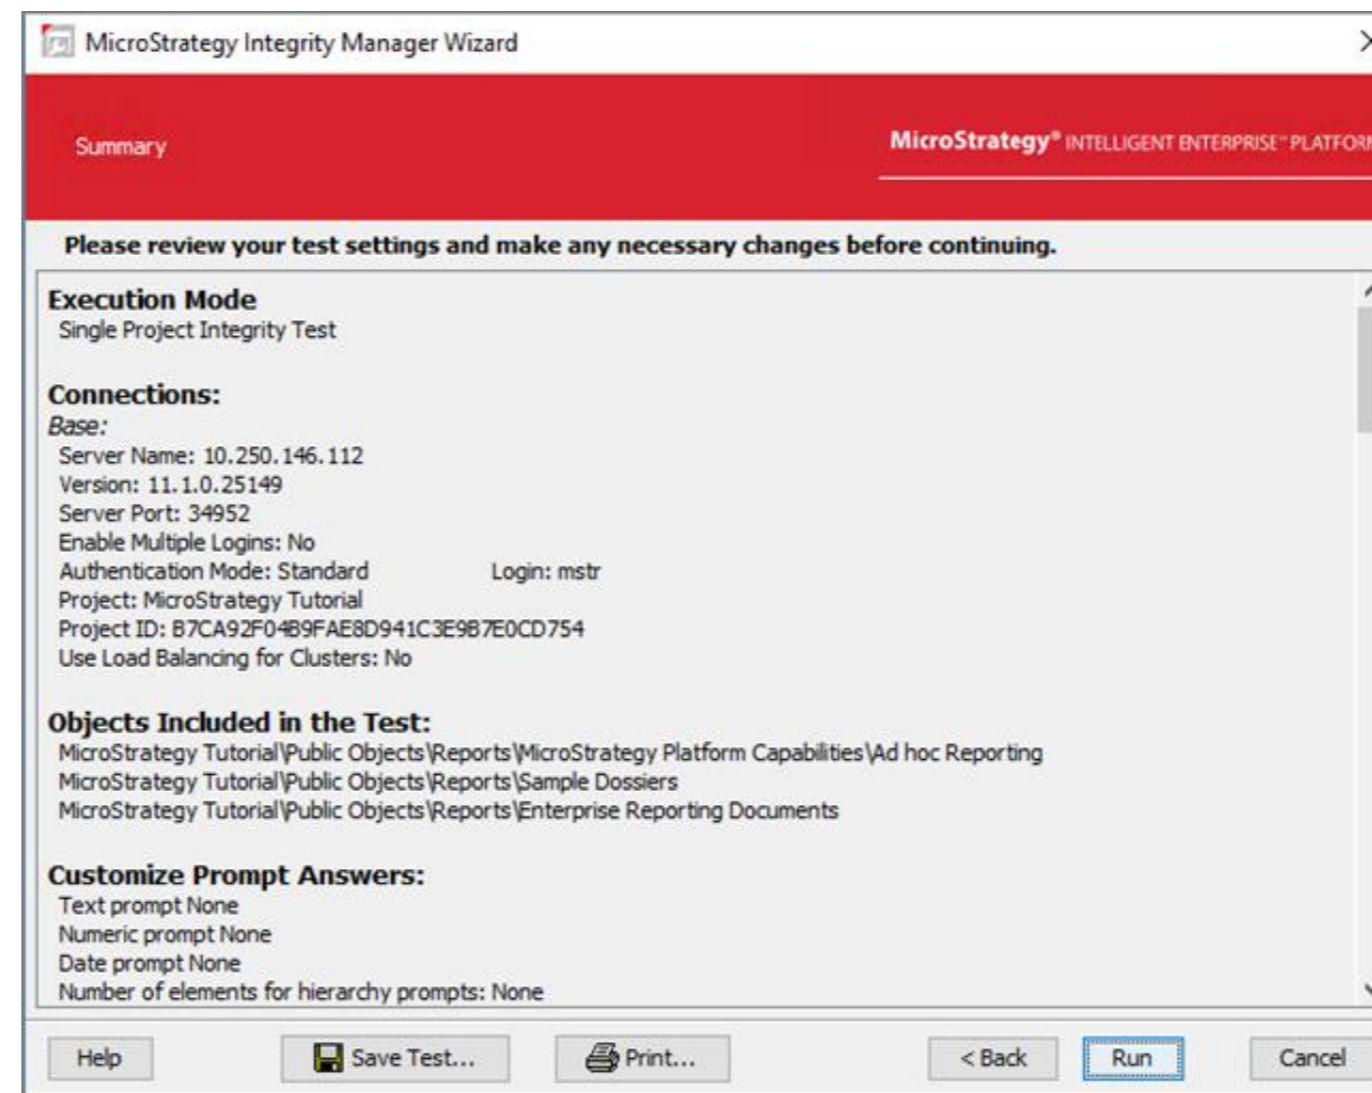 MicroStrategy Integrity Manager Wizard
Summary
MicroStrategy® INTELLIGENT ENTERPRISE™ PLATFORM
Please review your test settings and make any necessary changes before continuing.
Execution Mode
Single Project Integrity Test
Connections:
Base:
Server Name: 10.250.146.112
Version: 11.1.0.25149
Server Port: 34952
Enable Multiple Logins: No
Authentication Mode: Standard Login: mstr
Project: MicroStrategy Tutorial
Project ID: B7CA92F04B9FAE8D941C3E9B7E0CD754
Use Load Balancing for Clusters: No
Objects Included in the Test:
MicroStrategy Tutorial\Public Objects\Reports\MicroStrategy Platform Capabilities\Ad hoc Reporting
MicroStrategy Tutorial\Public Objects\Reports\Sample Dossiers
MicroStrategy Tutorial\Public Objects\Reports\Enterprise Reporting Documents
Customize Prompt Answers:
Text prompt None
Numeric prompt None
Date prompt None
Number of elements for hierarchy prompts: None
Help Save Test... Print... < Back Run Cancel